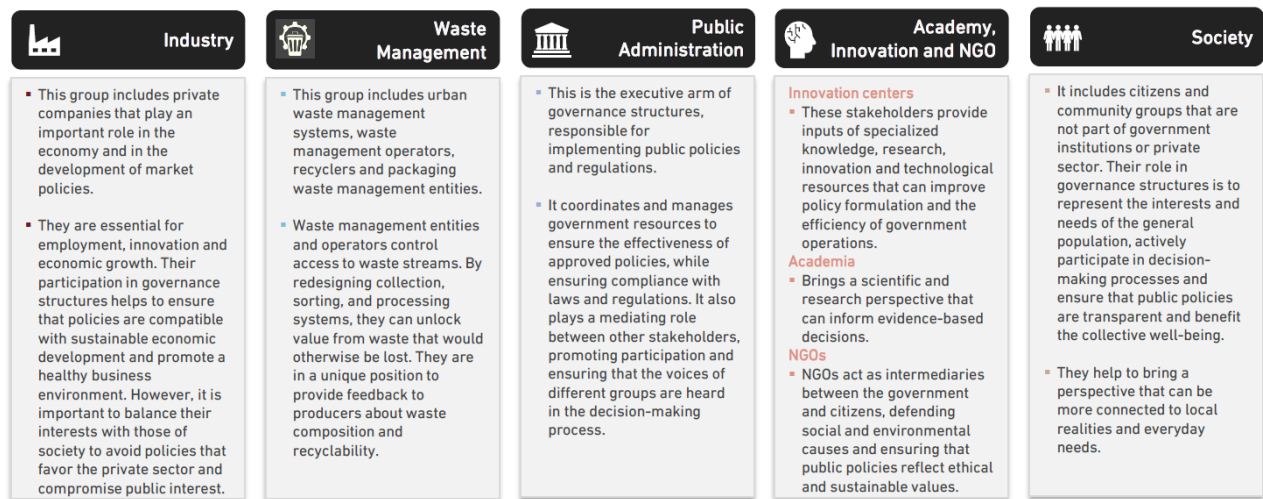 Industry
This group includes private
companies that play an
important role in the
economy and in the
development of market
policies.
They are essential for
employment, innovation and
economic growth. Their
participation in governance
structures helps to ensure
that policies are compatible
with sustainable economic
development and promote a
healthy business
environment. However, it is
important to balance their
interests with those of
society to avoid policies that
favor the private sector and
compromise public interest.
Waste
Management
This group includes urban
waste management
systems, waste
management operators,
recyclers and packaging
waste management entities.
Waste management entities
and operators control
access to waste streams. By
redesigning collection,
sorting, and processing
systems, they can unlock
value from waste that would
otherwise be lost. They are
in a unique position to
provide feedback to
producers about waste
composition and
recyclability.
Public
Administration
This is the executive arm of
governance structures,
responsible for
implementing public policies
and regulations.
It coordinates and manages
government resources to
ensure the effectiveness of
approved policies, while
ensuring compliance with
laws and regulations. It also
plays a mediating role
between other stakeholders,
promoting participation and
ensuring that the voices of
different groups are heard
in the decision-making
process.
Academy,
Innovation and NGO
Innovation centers
These stakeholders provide
inputs of specialized
knowledge, research,
innovation and technological
resources that can improve
policy formulation and the
efficiency of government
operations.
Academia
Brings a scientific and
research perspective that
can inform evidence-based
decisions.
NGOs
NGOs act as intermediaries
between the government
and citizens, defending
social and environmental
causes and ensuring that
public policies reflect ethical
and sustainable values.
Society
It includes citizens and
community groups that are
not part of government
institutions or private
sector. Their role in
governance structures is to
represent the interests and
needs of the general
population, actively
participate in decision-
making processes and
ensure that public policies
are transparent and benefit
the collective well-being.
They help to bring a
perspective that can be
more connected to local
realities and everyday
needs.